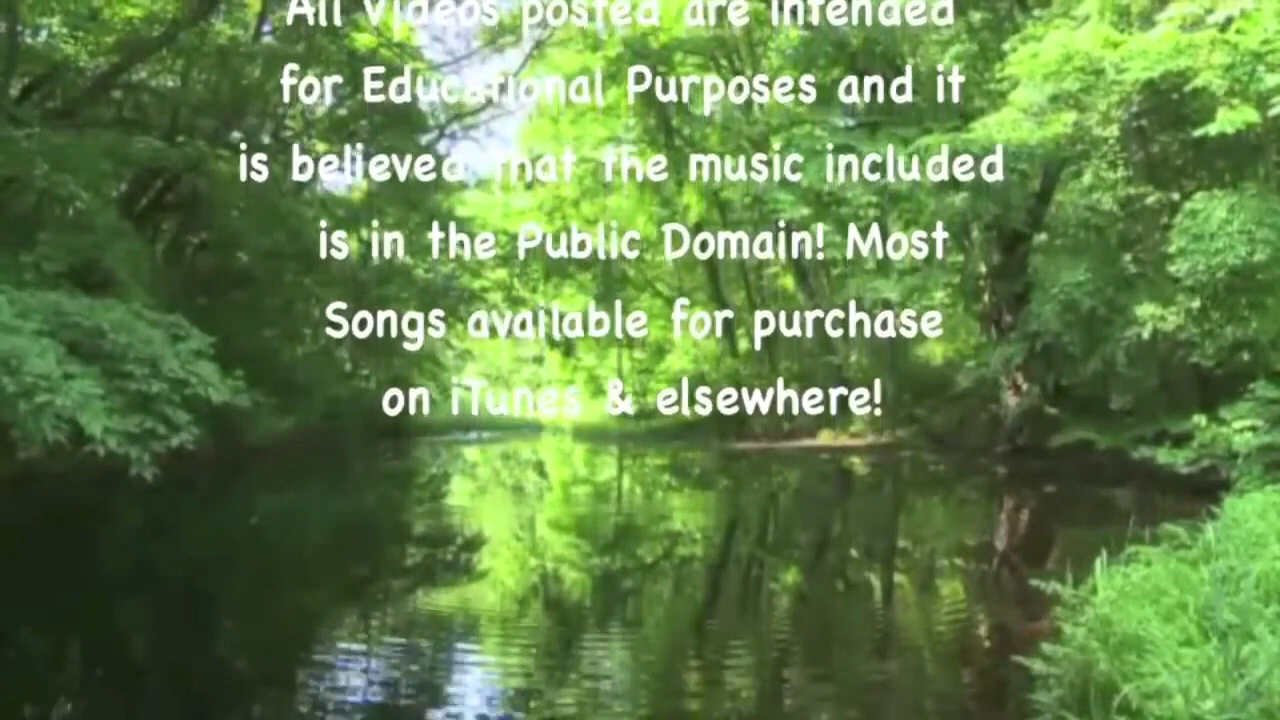 All Videos posted are intended
for Educational Purposes and it
is believed that the music included
is in the Public Domain! Most
Songs available for purchase
on iTunes & elsewhere!